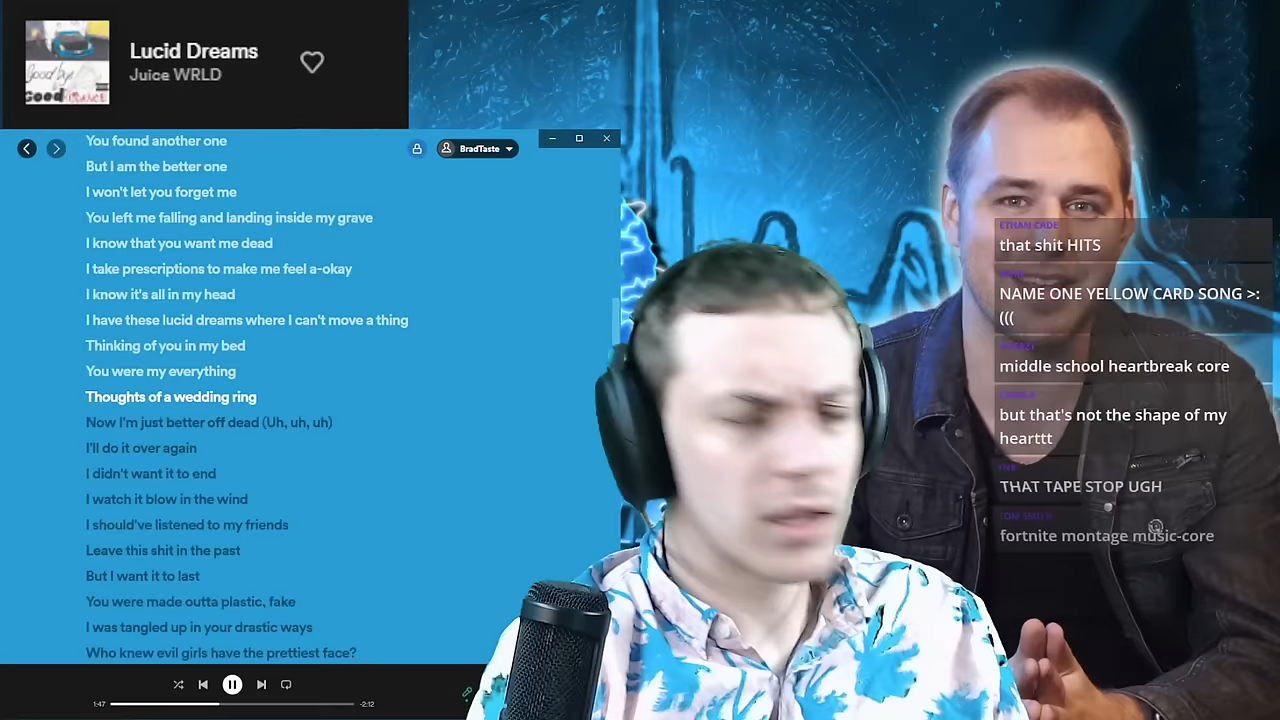 Lucid Dreams
Juice WRLD
BradTaste
You found another one
But I am the better one
I won't let you forget me
You left me falling and landing inside my grave
I know that you want me dead
I take prescriptions to make me feel a-okay
I know it's all in my head
I have these lucid dreams where I can't move a thing
Thinking of you in my bed
You were my everything
Thoughts of a wedding ring
Now I'm just better off dead (Uh, uh, uh)
I'll do it over again
I didn't want it to end
I watch it blow in the wind
I should've listened to my friends
Leave this shit in the past
But I want it to last
You were made outta plastic, fake
I was tangled up in your drastic ways
Who knew evil girls have the prettiest face?
1:47
-2:12
ETHAN CADE
that shit HITS
NAME ONE YELLOW CARD SONG >:
(((
middle school heartbreak core
but that's not the shape of my
hearttt
THAT TAPE STOP UGH
TOM SMITH
fortnite montage music-core